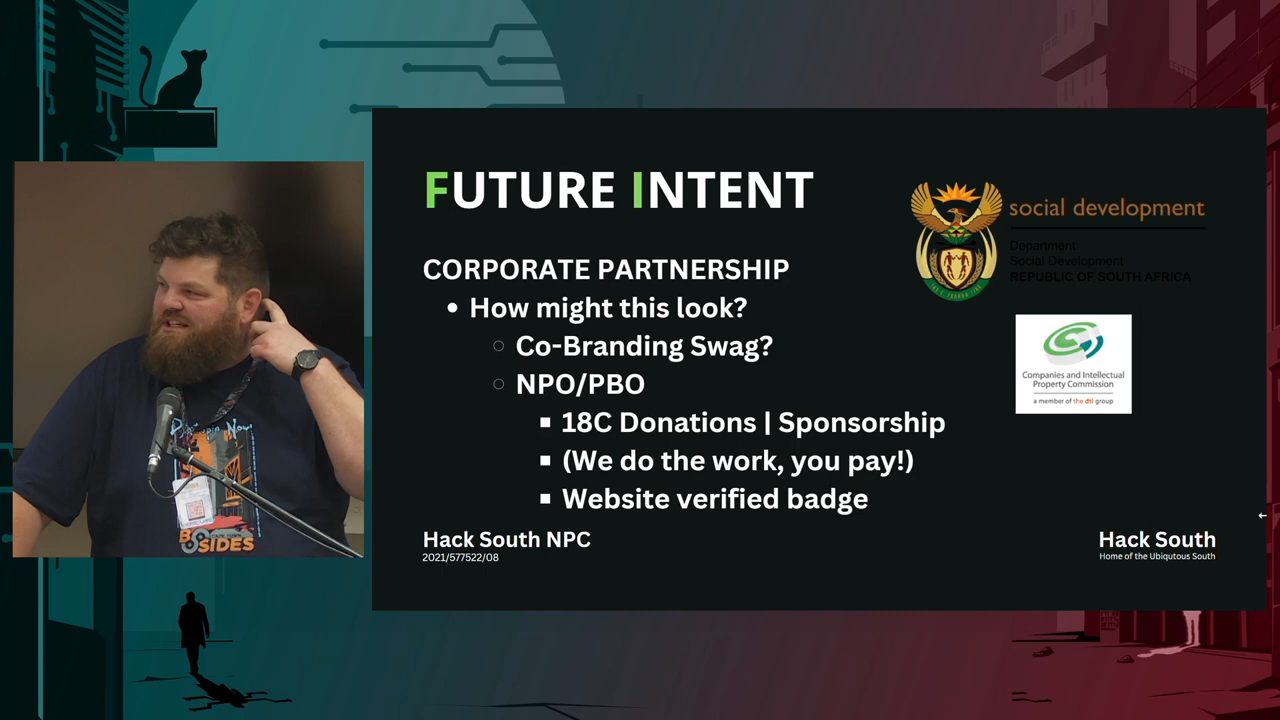 FUTURE INTENT
CORPORATE PARTNERSHIP
• How might this look?
○ Co-Branding Swag?
○ NPO/PBO
▪ 18C Donations | Sponsorship
▪ (We do the work, you pay!)
▪ Website verified badge
Hack South NPC
2021/577522/08
social development
Department:
Social Development
REPUBLIC OF SOUTH AFRICA
Companies and Intellectual
Property Commission
a member of the dti group
Hack South
Home of the Ubiqutous South
BSIDES